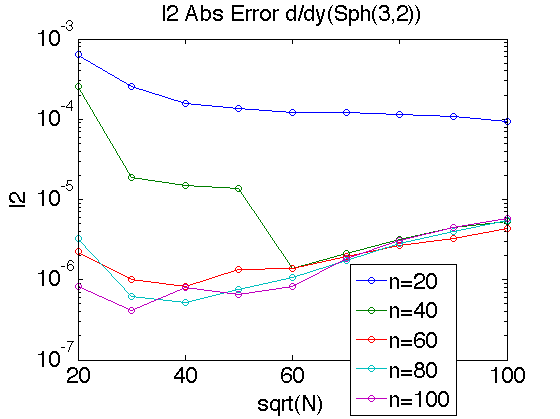 l2 Abs Error d/dy(Sph(3,2))
10^-3
10^-4
10^-5
10^-6
10^-7
l2
20
40
60
80
100
sqrt(N)
n=20
n=40
n=60
n=80
n=100